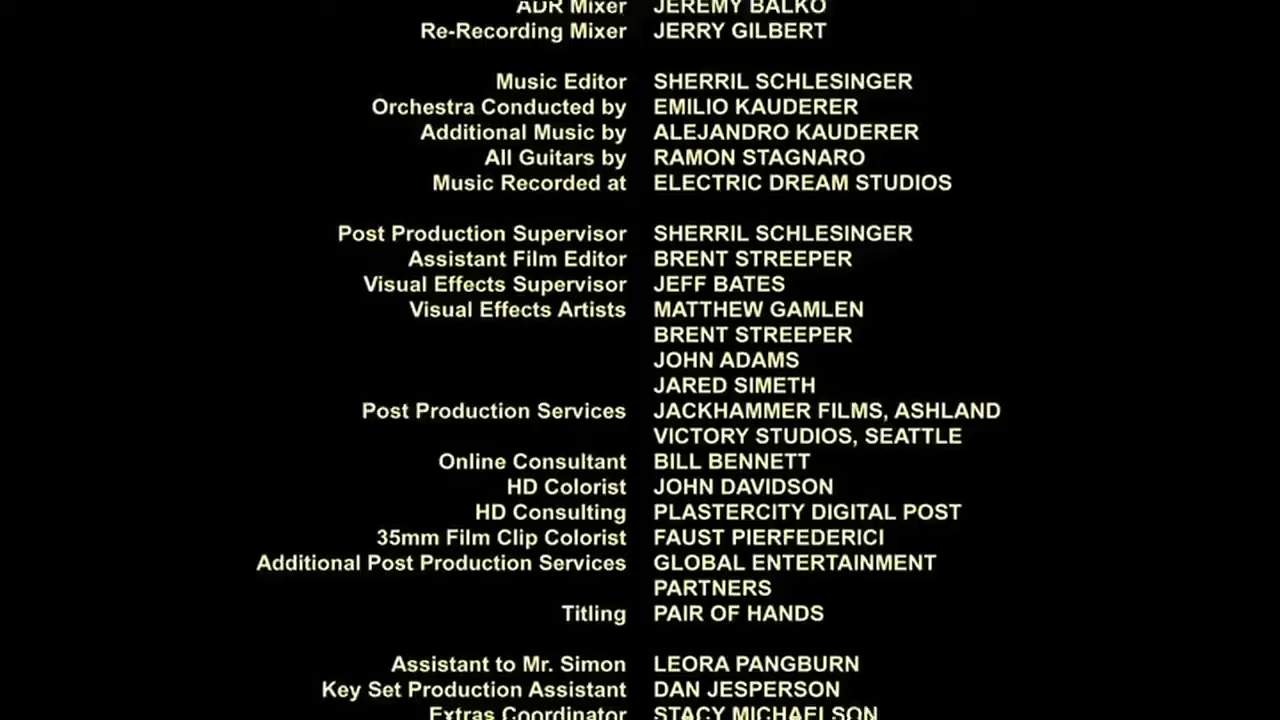 ADR Mixer JEREMY BALKO
Re-Recording Mixer JERRY GILBERT
Music Editor SHERRIL SCHLESINGER
Orchestra Conducted by EMILIO KAUDERER
Additional Music by ALEJANDRO KAUDERER
All Guitars by RAMON STAGNARO
Music Recorded at ELECTRIC DREAM STUDIOS
Post Production Supervisor SHERRIL SCHLESINGER
Assistant Film Editor BRENT STREEPER
Visual Effects Supervisor JEFF BATES
Visual Effects Artists MATTHEW GAMLEN
BRENT STREEPER
JOHN ADAMS
JARED SIMETH
Post Production Services JACKHAMMER FILMS, ASHLAND
VICTORY STUDIOS, SEATTLE
Online Consultant BILL BENNETT
HD Colorist JOHN DAVIDSON
HD Consulting PLASTERCITY DIGITAL POST
35mm Film Clip Colorist FAUST PIERFEDERICI
Additional Post Production Services GLOBAL ENTERTAINMENT
PARTNERS
Titling PAIR OF HANDS
Assistant to Mr. Simon LEORA PANGBURN
Key Set Production Assistant DAN JESPERSON
Extras Coordinator STACY MICHAELSON